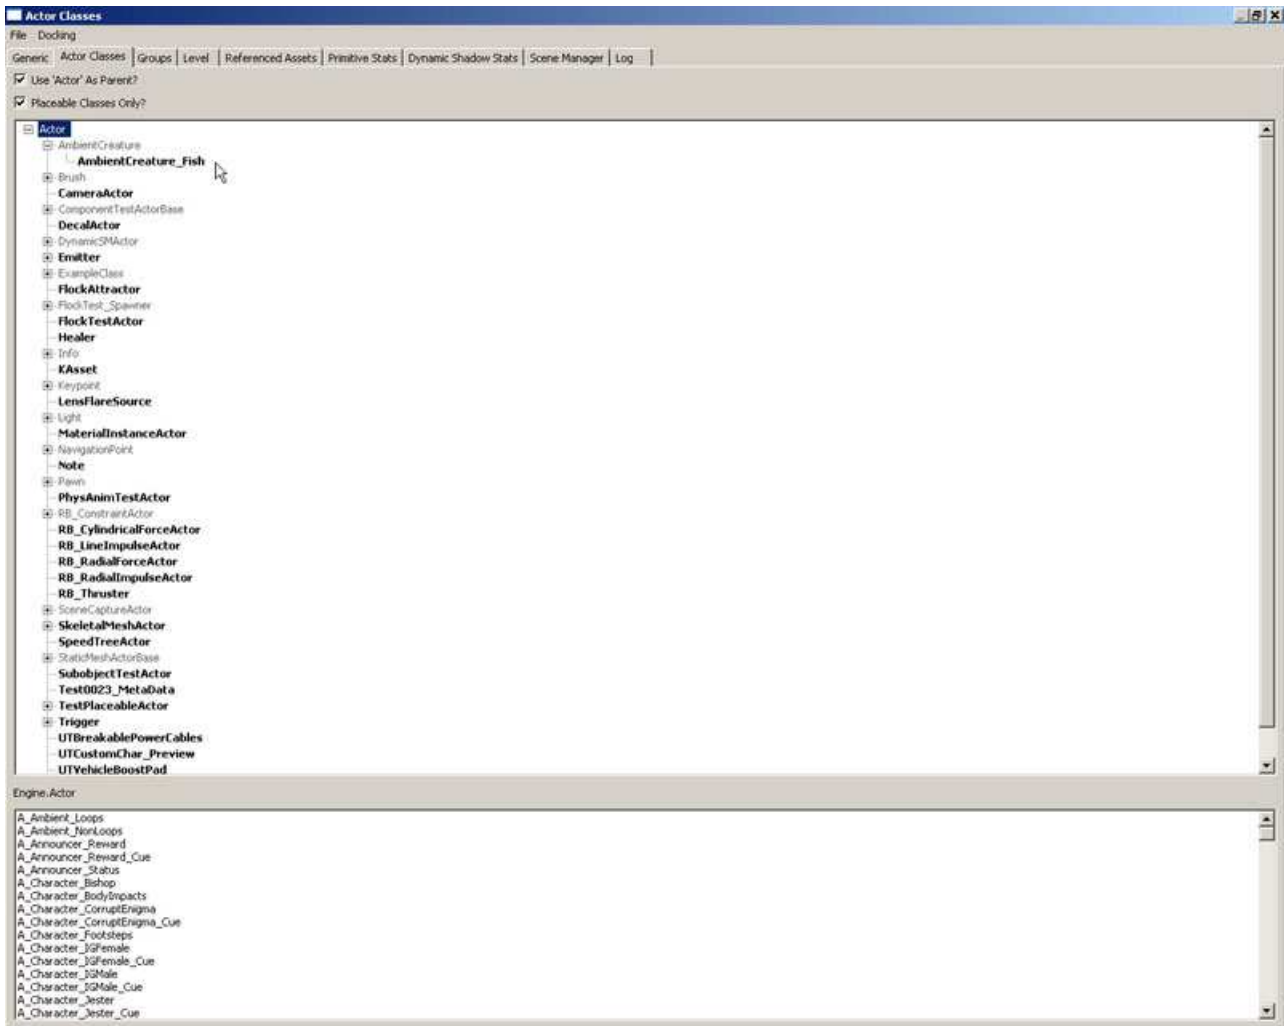 Actor Classes
File Docking
Generic Actor Classes Groups Level Referenced Assets Primitive Stats Dynamic Shadow Stats Scene Manager Log
Use 'Actor' As Parent?
Placeable Classes Only?
Actor
AmbientCreature
AmbientCreature_Fish
Brush
CameraActor
ComponentTestActorBase
DecalActor
DynamicSMActor
Emitter
ExampleClass
FlockAttractor
FlockTest_Spawner
FlockTestActor
Healer
Info
KAsset
Keypoint
LensFlareSource
Light
MaterialInstanceActor
NavigationPoint
Note
Pawn
PhysAnimTestActor
RB_ConstraintActor
RB_CylindricalForceActor
RB_LineImpulseActor
RB_RadialForceActor
RB_RadialImpulseActor
RB_Thruster
SceneCaptureActor
SkeletalMeshActor
SpeedTreeActor
StaticMeshActorBase
SubobjectTestActor
Test0023_MetaData
TestPlaceableActor
Trigger
UTBreakablePowerCables
UTCustomChar_Preview
UTVehicleBoostPad
Engine.Actor
A_Ambient_Loops
A_Ambient_NonLoops
A_Announcer_Reward
A_Announcer_Reward_Cue
A_Announcer_Status
A_Character_Bishop
A_Character_BodyImpacts
A_Character_CorruptEnigma
A_Character_CorruptEnigma_Cue
A_Character_Footsteps
A_Character_IGFemale
A_Character_IGFemale_Cue
A_Character_IGMale
A_Character_IGMale_Cue
A_Character_Jester
A_Character_Jester_Cue